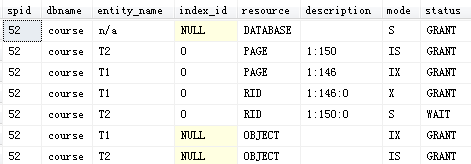 spid dbname entity_name index_id resource description mode status
52 course n/a NULL DATABASE S GRANT
52 course T2 0 PAGE 1:150 IS GRANT
52 course T1 0 PAGE 1:146 IX GRANT
52 course T1 0 RID 1:146:0 X GRANT
52 course T2 0 RID 1:150:0 S WAIT
52 course T1 NULL OBJECT IX GRANT
52 course T2 NULL OBJECT IS GRANT